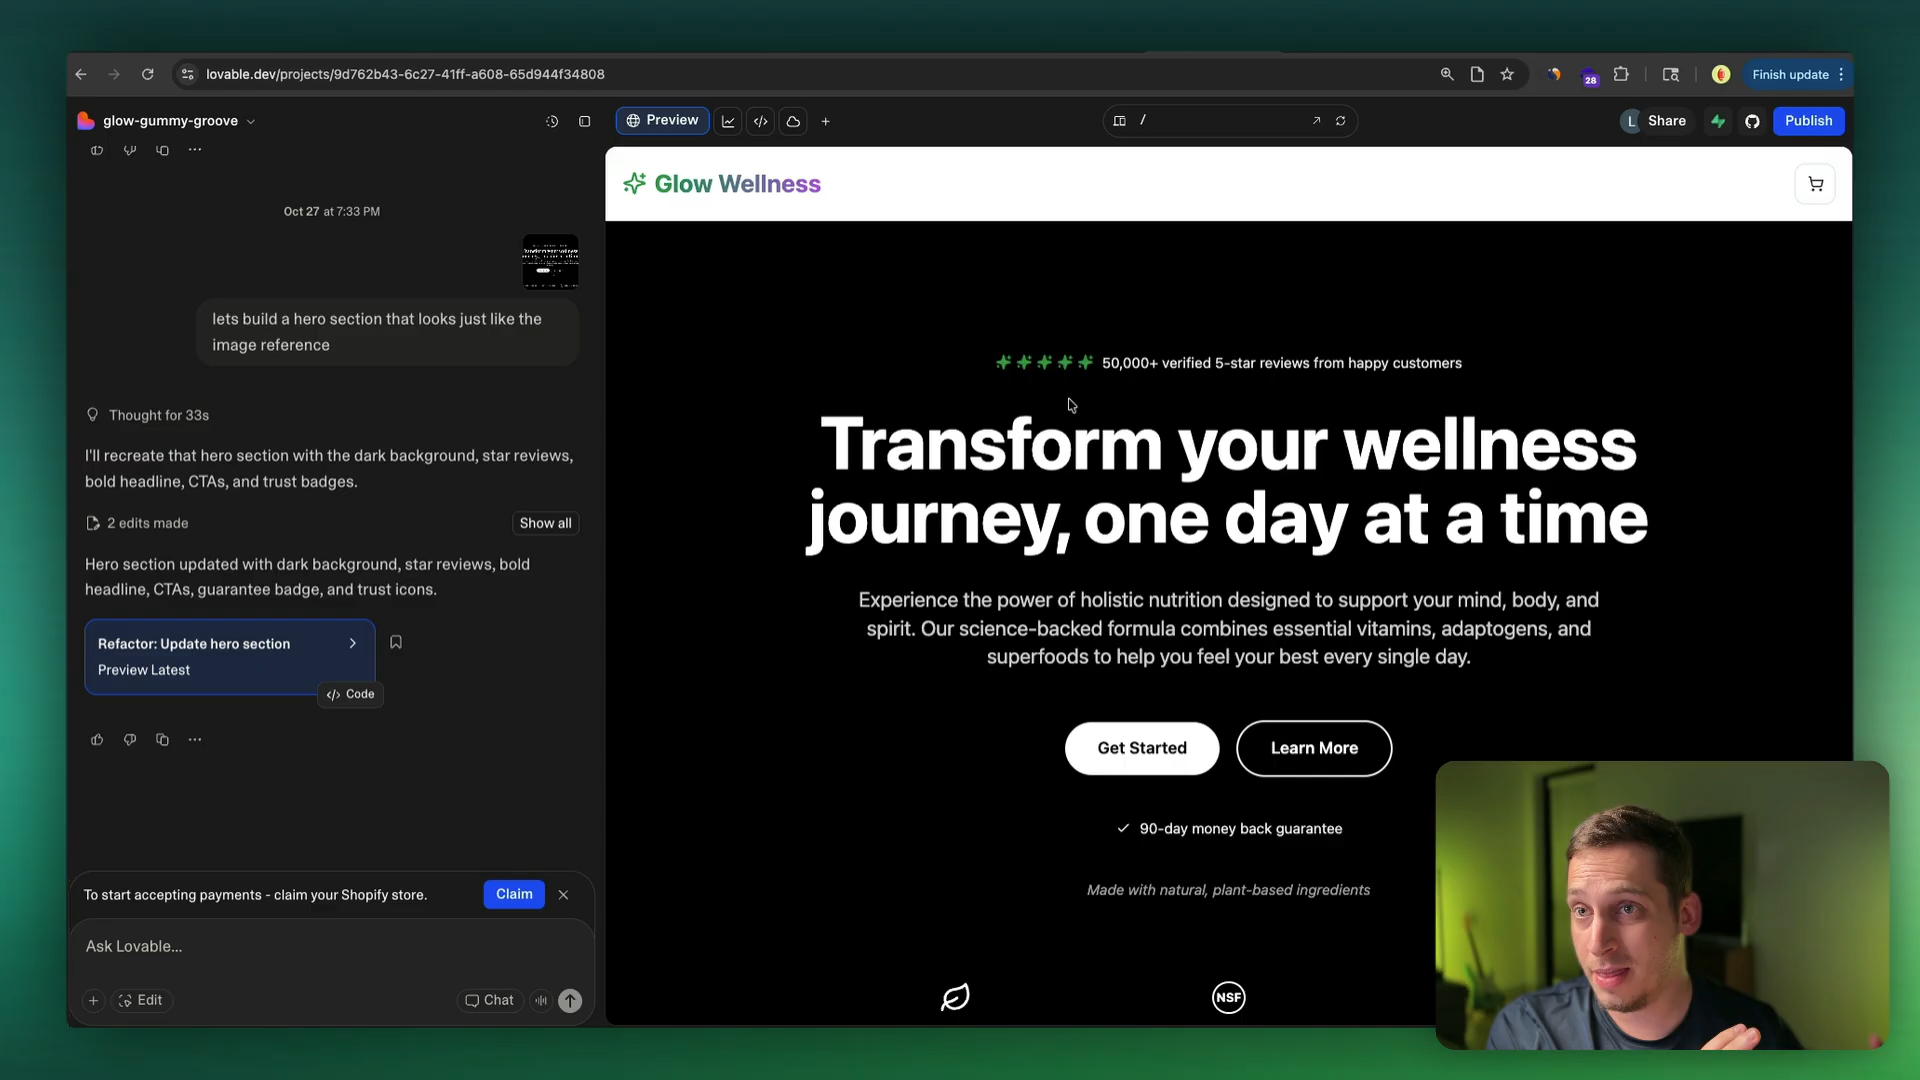 lovable.dev/projects/9d762b43-6c27-41ff-a608-65d944f34808
28
Finish update
glow-gummy-groove
Preview
/
L
Share
Publish
Oct 27 at 7:33 PM
lets build a hero section that looks just like the
image reference
Thought for 33s
I'll recreate that hero section with the dark background, star reviews,
bold headline, CTAs, and trust badges.
2 edits made
Show all
Hero section updated with dark background, star reviews, bold
headline, CTAs, guarantee badge, and trust icons.
Refactor: Update hero section
Preview Latest
Code
To start accepting payments - claim your Shopify store.
Claim
Ask Lovable...
Edit
Chat
Glow Wellness
50,000+ verified 5-star reviews from happy customers
Transform your wellness
journey, one day at a time
Experience the power of holistic nutrition designed to support your mind, body, and
spirit. Our science-backed formula combines essential vitamins, adaptogens, and
superfoods to help you feel your best every single day.
Get Started
Learn More
90-day money back guarantee
Made with natural, plant-based ingredients
NSF